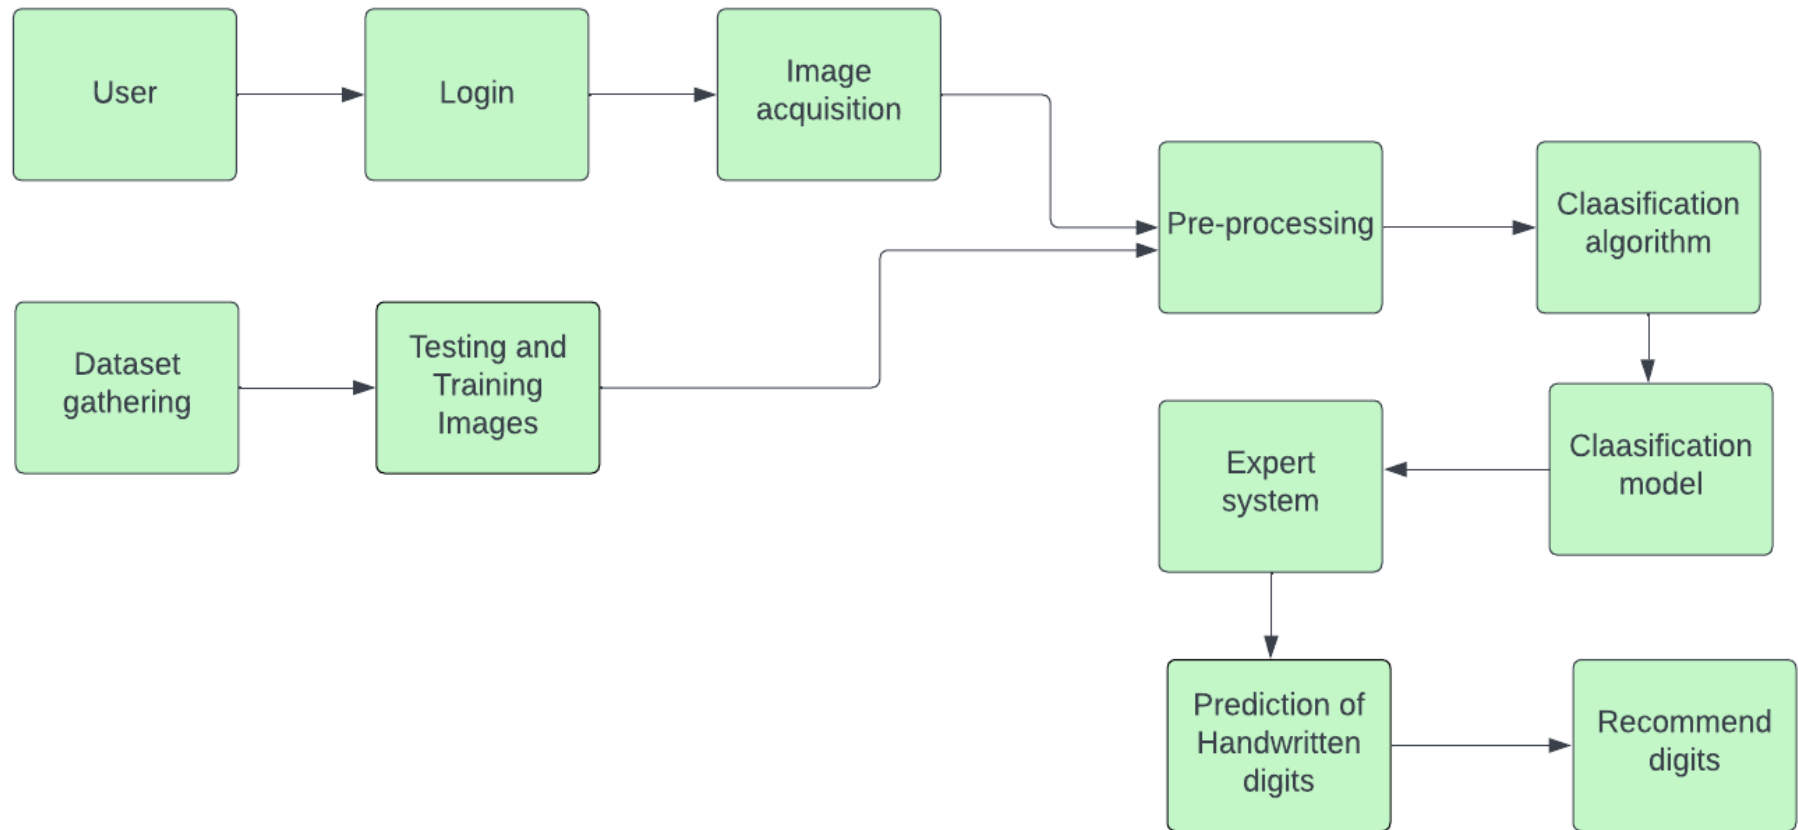 User
Login
Image
acquisition
Pre-processing
Claasification
algorithm
Dataset
gathering
Testing and
Training
Images
Claasification
model
Expert
system
Prediction of
Handwritten
digits
Recommend
digits